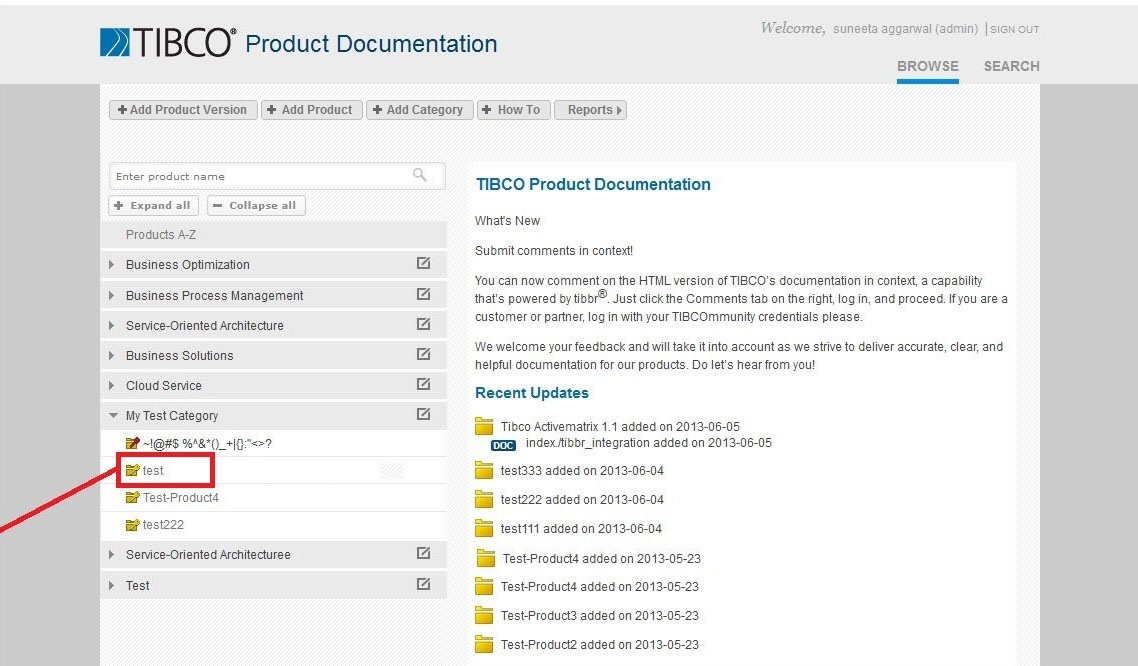 TIBCO® Product Documentation
Welcome, suneeta aggarwal (admin) | SIGN OUT
BROWSE SEARCH
Add Product Version Add Product Add Category How To Reports
Enter product name
Expand all Collapse all
Products A-Z
Business Optimization
Business Process Management
Service-Oriented Architecture
Business Solutions
Cloud Service
My Test Category
~!@#$ %^&*()_+|{}:"<>?
test
Test-Product4
test222
Service-Oriented Architecturee
Test
TIBCO Product Documentation
What's New
Submit comments in context!
You can now comment on the HTML version of TIBCO's documentation in context, a capability
that's powered by tibbr®. Just click the Comments tab on the right, log in, and proceed. If you are a
customer or partner, log in with your TIBCOmmunity credentials please.
We welcome your feedback and will take it into account as we strive to deliver accurate, clear, and
helpful documentation for our products. Do let's hear from you!
Recent Updates
Tibco Activematrix 1.1 added on 2013-06-05
DOC index./tibbr_integration added on 2013-06-05
test333 added on 2013-06-04
test222 added on 2013-06-04
test111 added on 2013-06-04
Test-Product4 added on 2013-05-23
Test-Product4 added on 2013-05-23
Test-Product3 added on 2013-05-23
Test-Product2 added on 2013-05-23